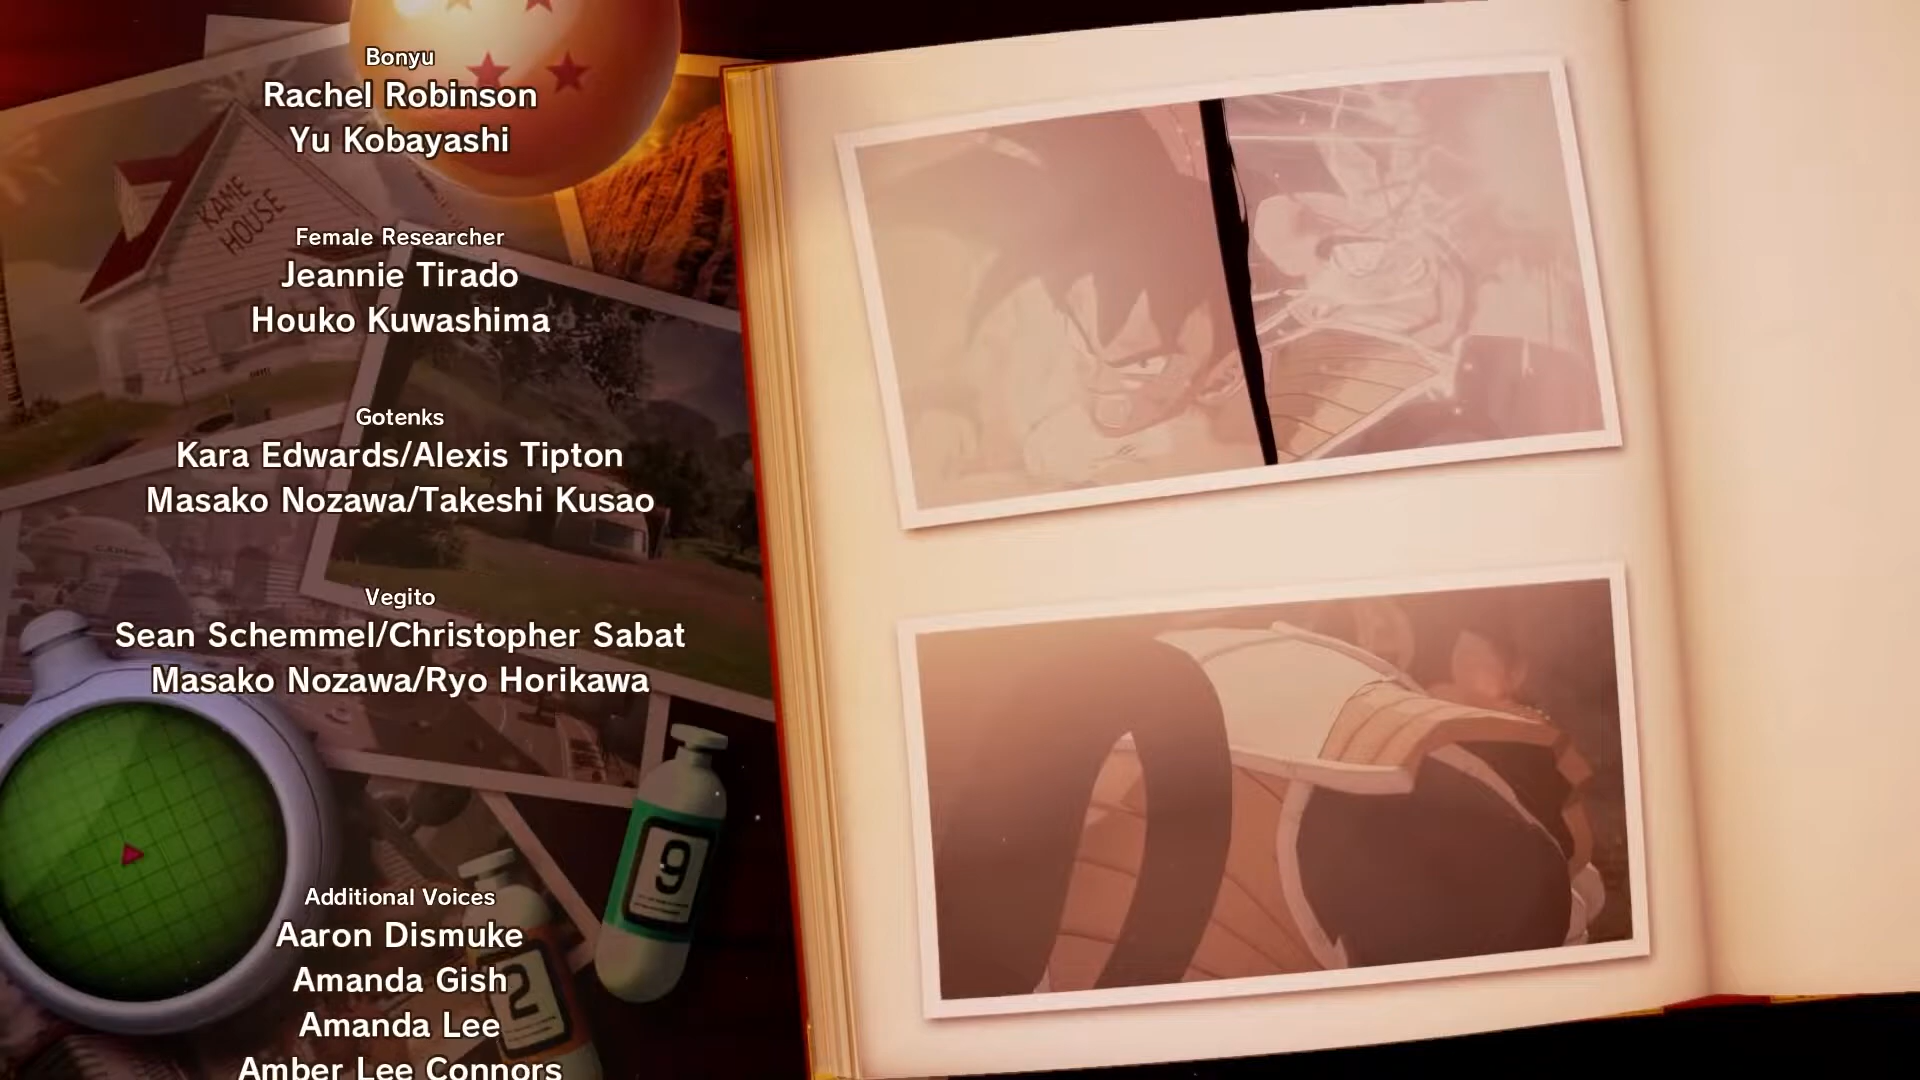 Bonyu
Rachel Robinson
Yu Kobayashi
KAME
HOUSE
Female Researcher
Jeannie Tirado
Houko Kuwashima
Gotenks
Kara Edwards/Alexis Tipton
Masako Nozawa/Takeshi Kusao
Vegito
Sean Schemmel/Christopher Sabat
Masako Nozawa/Ryo Horikawa
9
Additional Voices
Aaron Dismuke
Amanda Gish
2
Amanda Lee
Amber Lee Connors